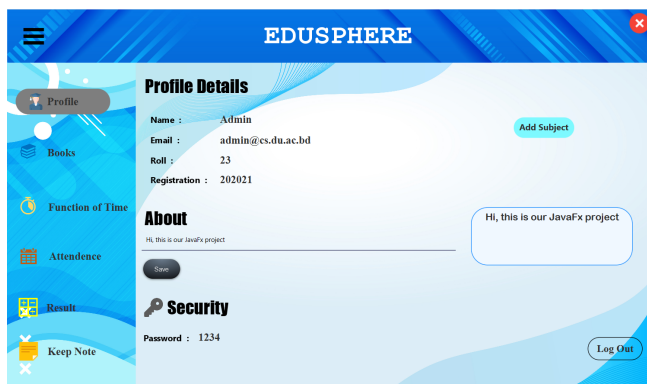 EDUSPHERE
Profile
Books
Function of Time
Attendence
Result
Keep Note
Profile Details
Name : Admin
Email : admin@cs.du.ac.bd
Roll : 23
Registration : 202021
Add Subject
About
Hi, this is our JavaFx project
Save
Hi, this is our JavaFx project
Security
Password : 1234
Log Out